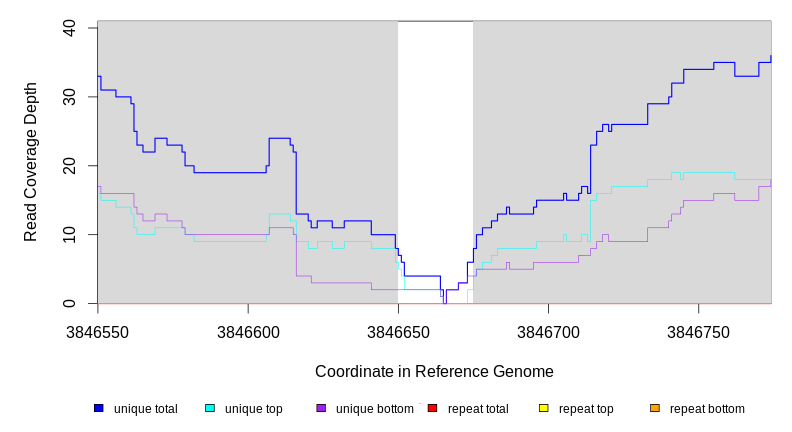 40
30
20
10
0
Read Coverage Depth
3846550 3846600 3846650 3846700 3846750
Coordinate in Reference Genome
unique total unique top unique bottom repeat total repeat top repeat bottom